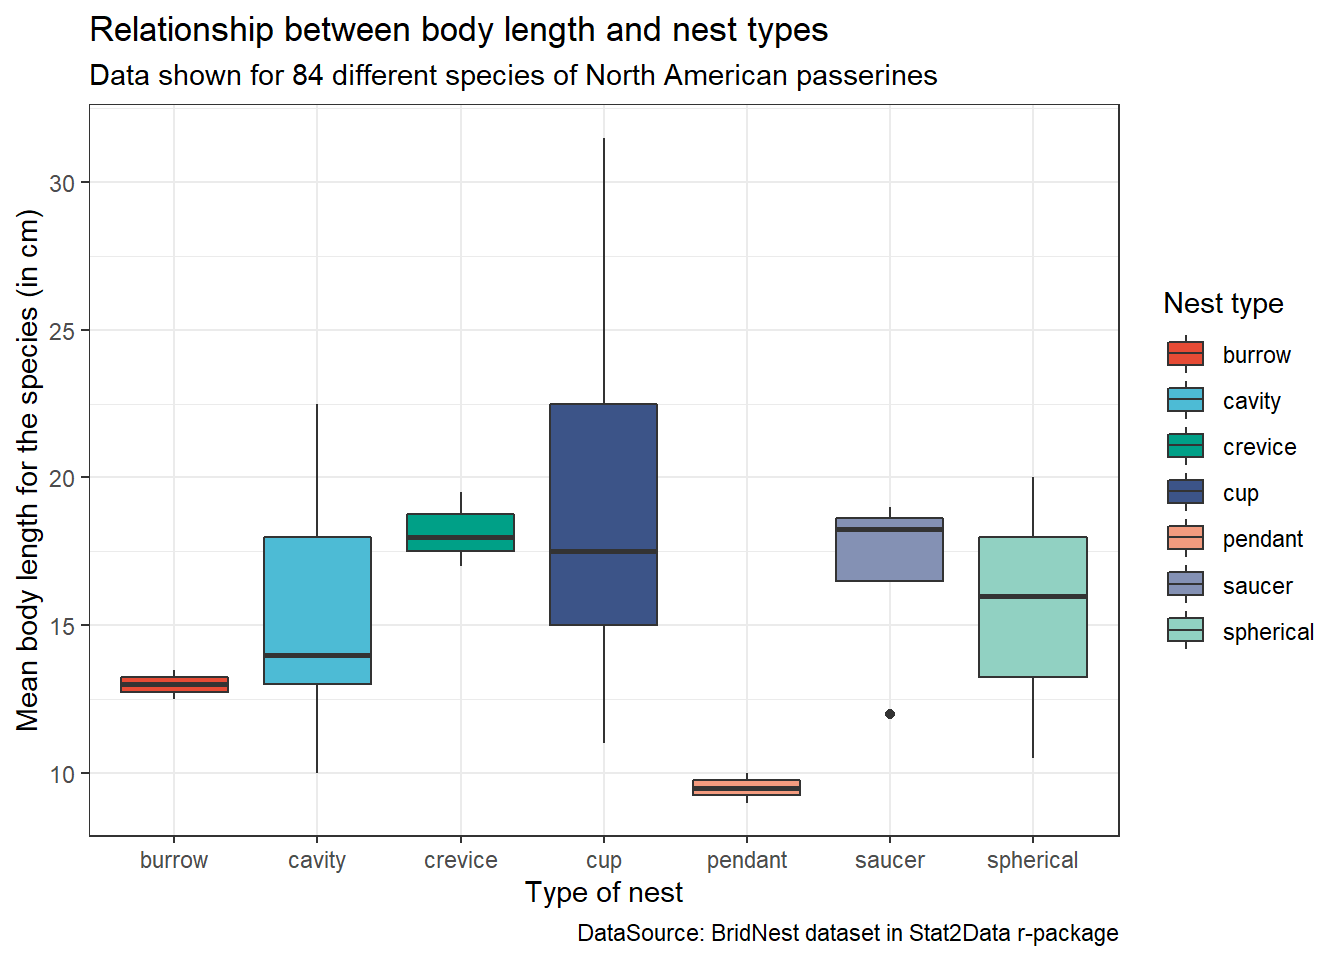 Relationship between body length and nest types
Data shown for 84 different species of North American passerines
Mean body length for the species (in cm)
30
25
20
15
10
burrow cavity crevice cup pendant saucer spherical
Type of nest
DataSource: BridNest dataset in Stat2Data r-package
Nest type
burrow
cavity
crevice
cup
pendant
saucer
spherical